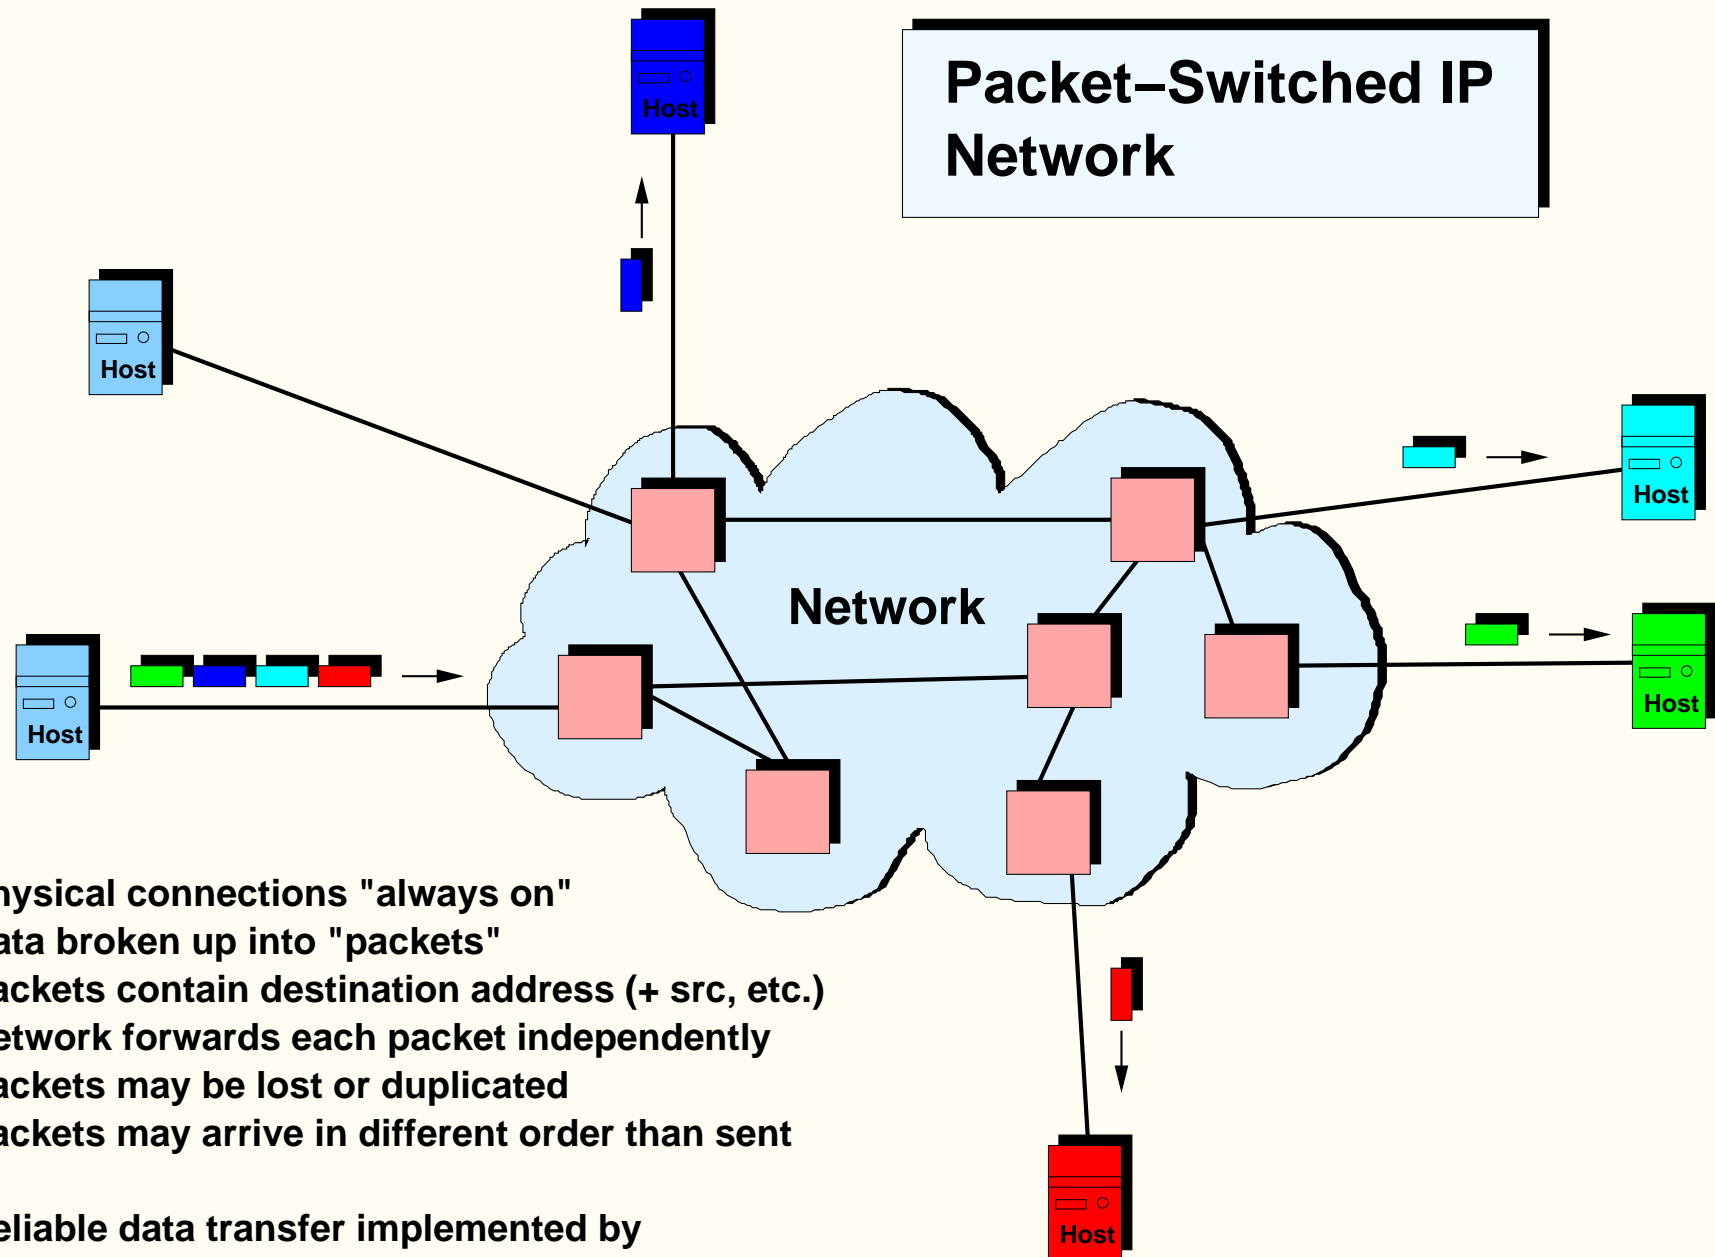 Packet–Switched IP
Network
Host
Host
Host
Host
Network
Host
Host
hysical connections "always on"
ata broken up into "packets"
ackets contain destination address (+ src, etc.)
etwork forwards each packet independently
ackets may be lost or duplicated
ackets may arrive in different order than sent
eliable data transfer implemented by
Host